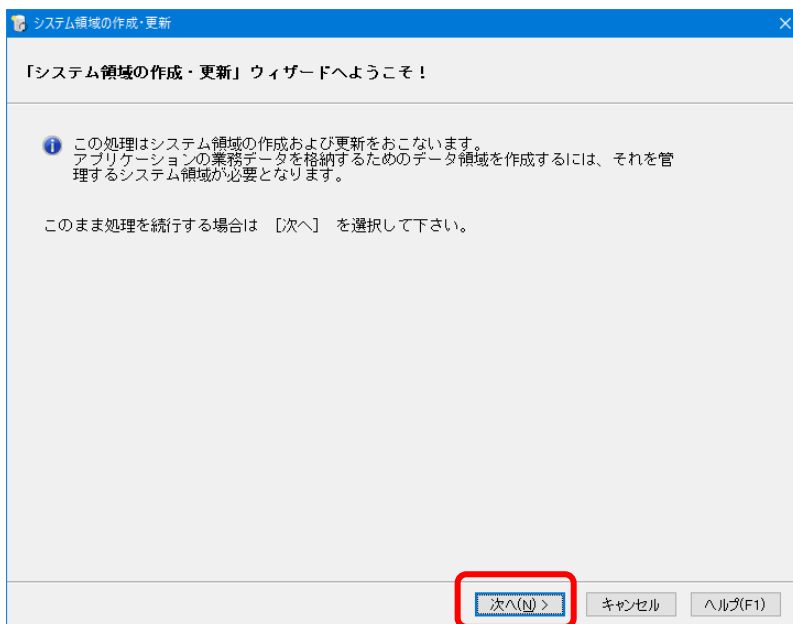 システム領域の作成・更新
「システム領域の作成・更新」ウィザードへようこそ！
この処理はシステム領域の作成および更新をおこないます。
アプリケーションの業務データを格納するためのデータ領域を作成するには、それを管
理するシステム領域が必要となります。
このまま処理を続行する場合は ［次へ］ を選択して下さい。
次へ(N) > キャンセル ヘルプ(F1)